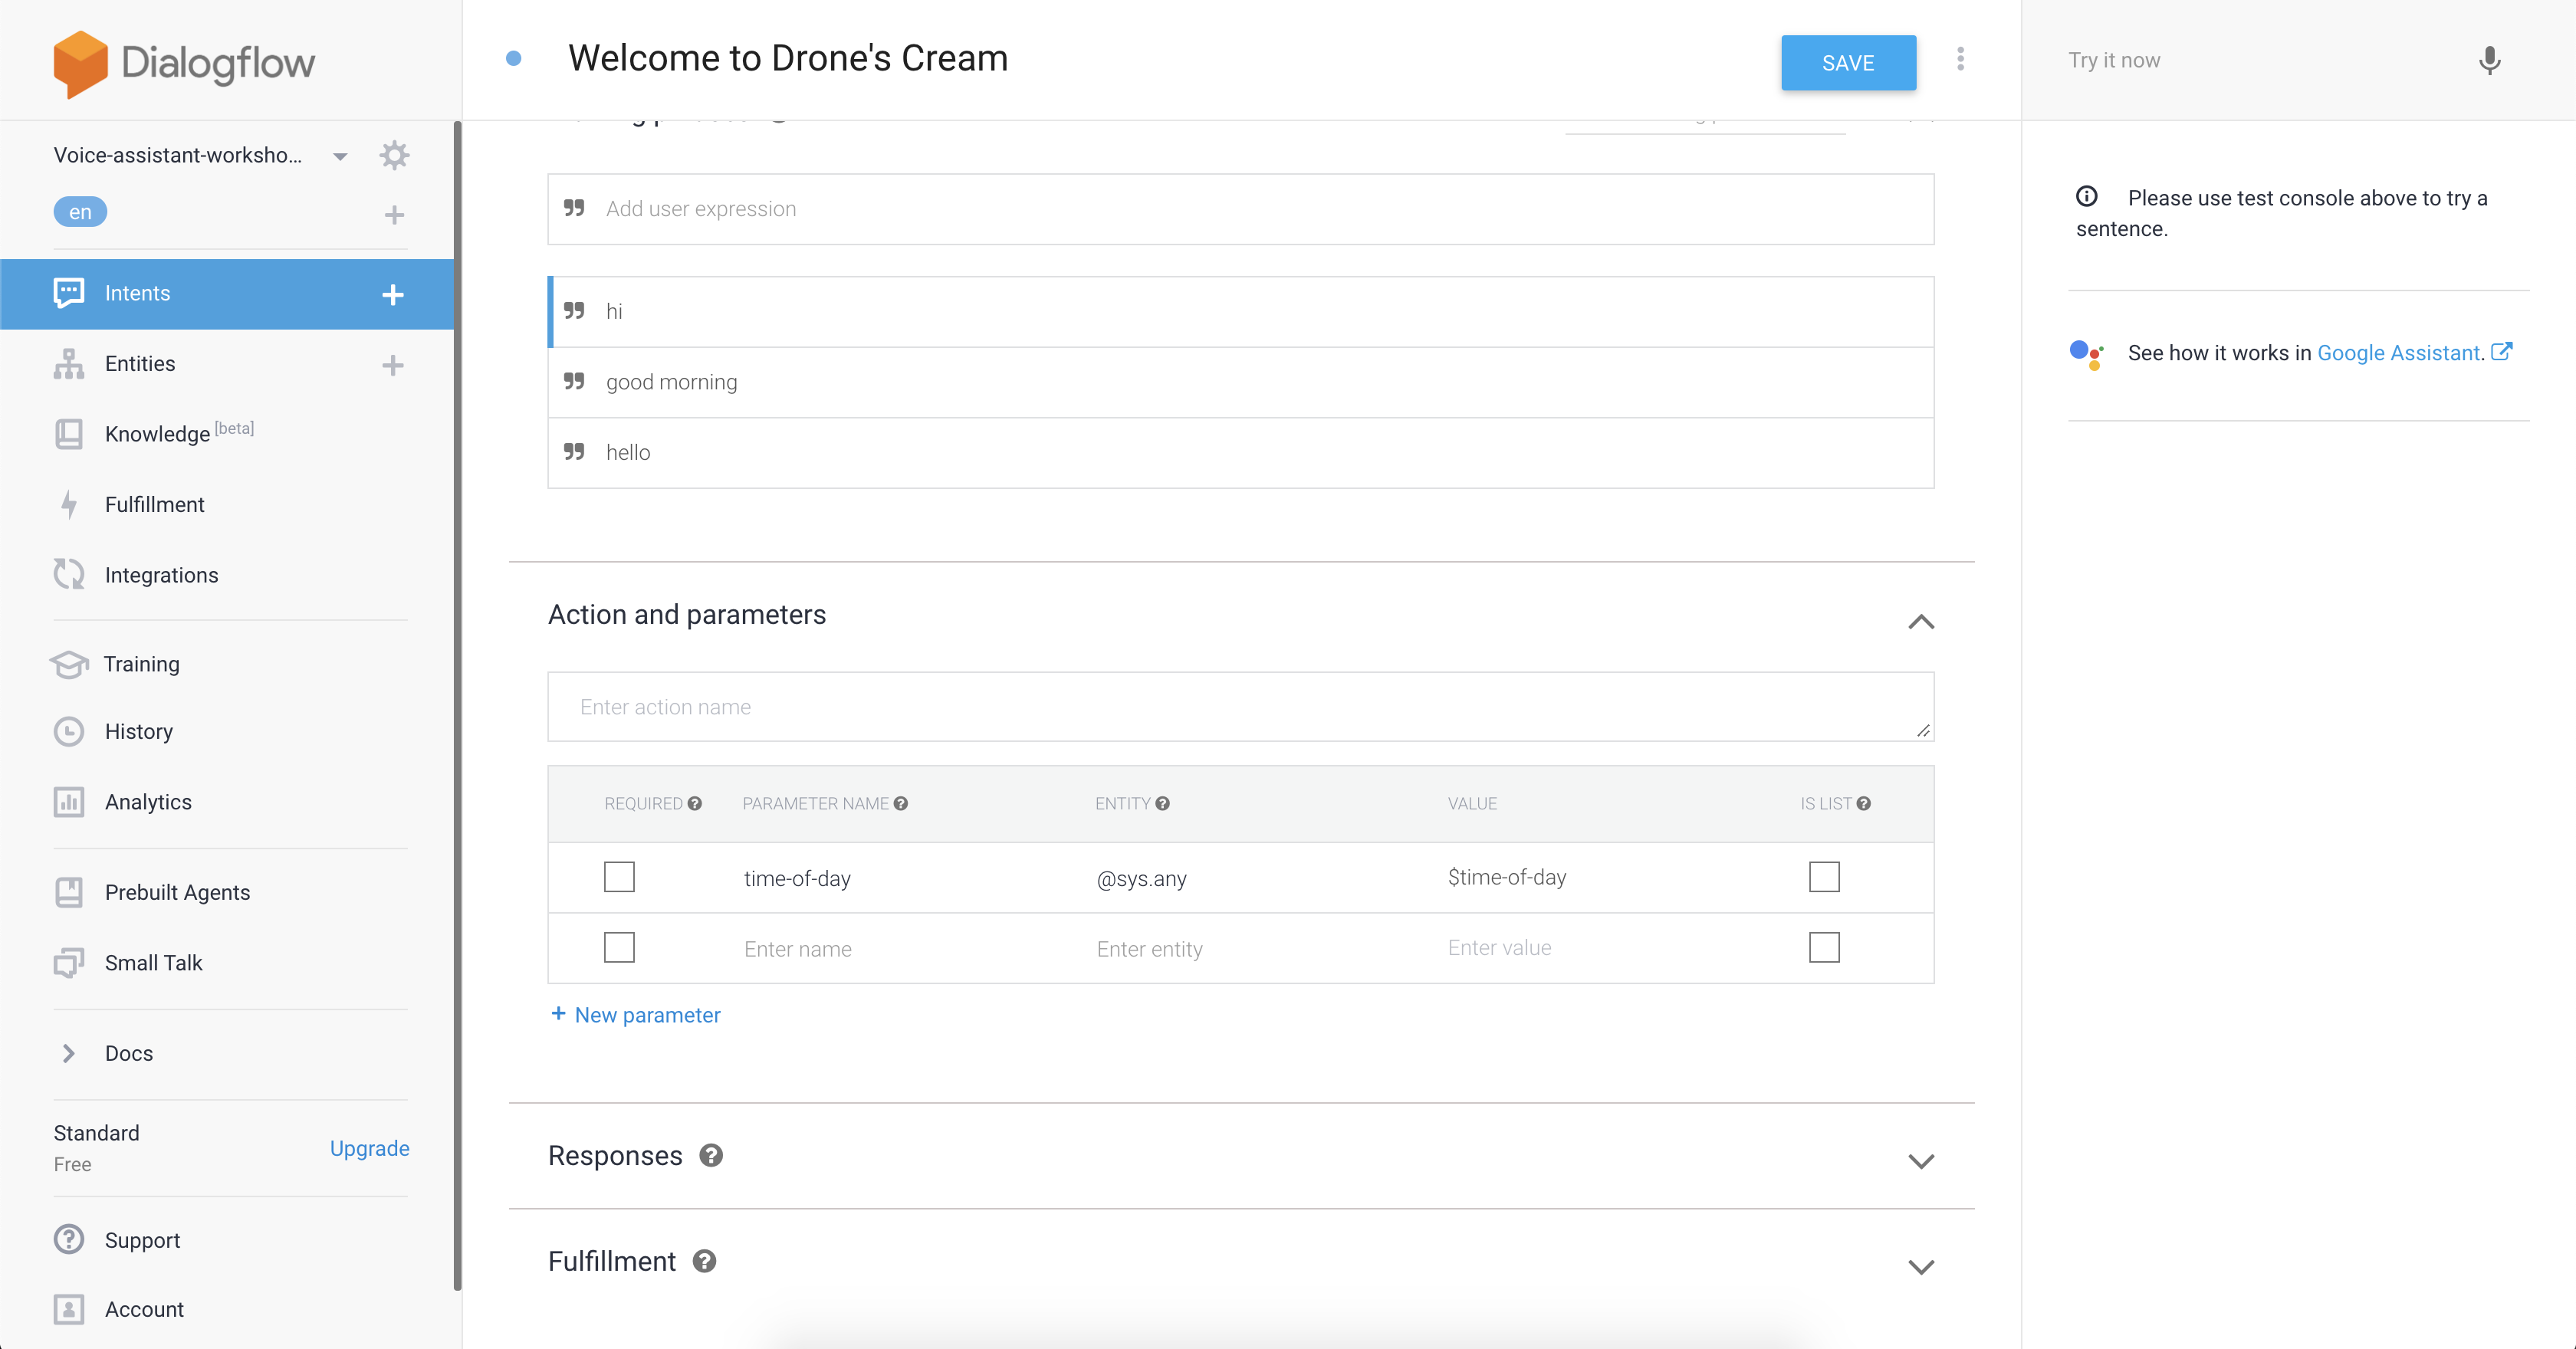 Dialogflow
Voice-assistant-worksho...
en
Intents
Entities
Knowledge [beta]
Fulfillment
Integrations
Training
History
Analytics
Prebuilt Agents
Small Talk
Docs
Standard
Free
Upgrade
Support
Account
Welcome to Drone's Cream
SAVE
Add user expression
hi
good morning
hello
Action and parameters
Enter action name
REQUIRED PARAMETER NAME ENTITY VALUE IS LIST
time-of-day @sys.any $time-of-day
Enter name Enter entity Enter value
+ New parameter
Responses
Fulfillment
Try it now
Please use test console above to try a
sentence.
See how it works in Google Assistant.